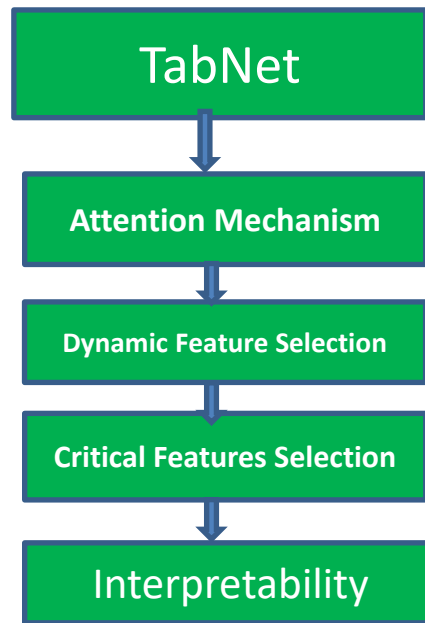 TabNet
Attention Mechanism
Dynamic Feature Selection
Critical Features Selection
Interpretability